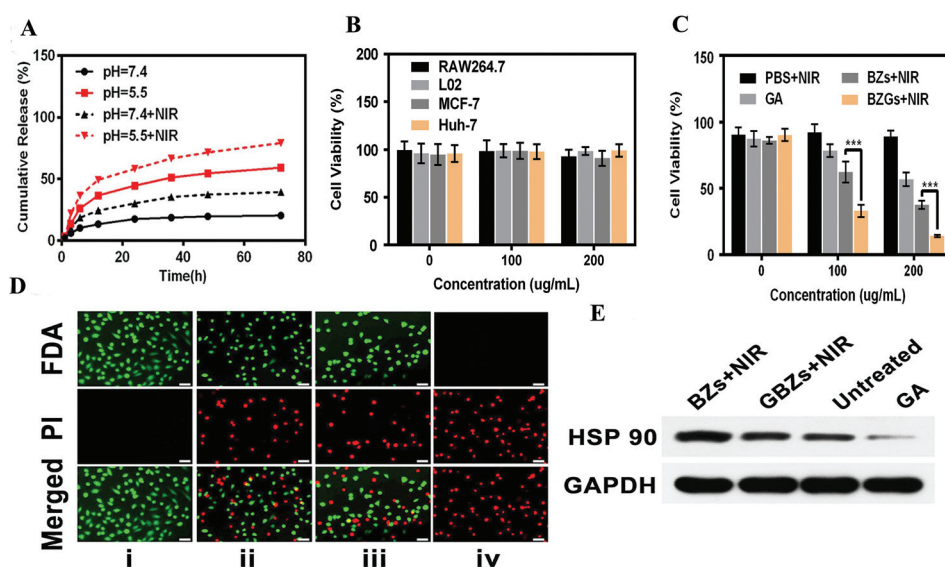 A
Cumulative Release (%)
150
100
50
0
pH=7.4
pH=5.5
pH=7.4+NIR
pH=5.5+NIR
0 20 40 60 80
Time(h)
B
Cell Viability (%)
200
150
100
50
0
RAW264.7
L02
MCF-7
Huh-7
0 100 200
Concentration (ug/mL)
C
Cell Viability (%)
150
100
50
0
PBS+NIR BZs+NIR
GA BZGs+NIR
***
***
0 100 200
Concentration (ug/mL)
D
FDA
PI
Merged
i ii iii iv
E
BZs+NIR GBZs+NIR Untreated GA
HSP 90
GAPDH